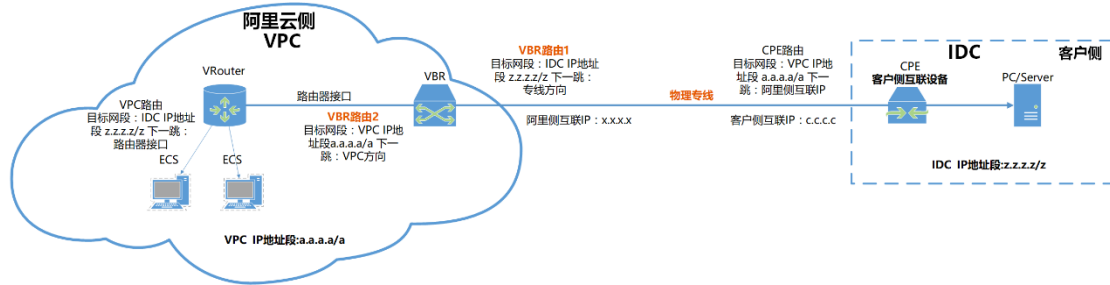 阿里云侧
VPC
VRouter
VPC路由
目标网段：IDC IP地址
段 z.z.z.z/z 下一跳：
路由器接口
ECS
ECS
路由器接口
VBR路由2
目标网段：VPC IP地
址段a.a.a.a/a 下一
跳：VPC方向
VBR
VPC IP地址段:a.a.a.a/a
VBR路由1
目标网段：IDC IP地址
段 z.z.z.z/z 下一跳：
专线方向
阿里侧互联IP：x.x.x.x
物理专线
CPE路由
目标网段：VPC IP地
址段 a.a.a.a/a 下一
跳：阿里侧互联IP
客户侧互联IP：c.c.c.c
IDC
客户侧
CPE
客户侧互联设备
PC/Server
IDC IP地址段:z.z.z.z/z